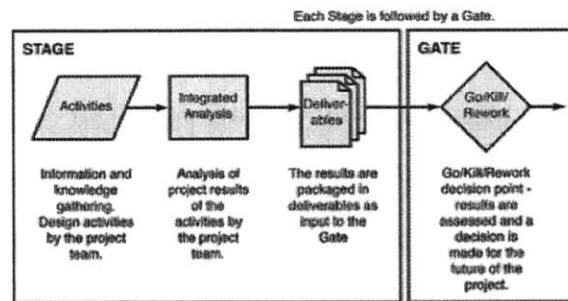 Each Stage is followed by a Gate.
STAGE
GATE
Activities
Integrated
Analysis
Deliver-
ables
Go/Kill/
Rework
Information and
knowledge
gathering.
Design activities
by the project
team.
Analysis of
project results
of the
activities by
the project
team.
The results are
packaged in
deliverables as
input to the
Gate
Go/Kill/Rework
decision point -
results are
assessed and a
decision is
made for the
future of the
project.